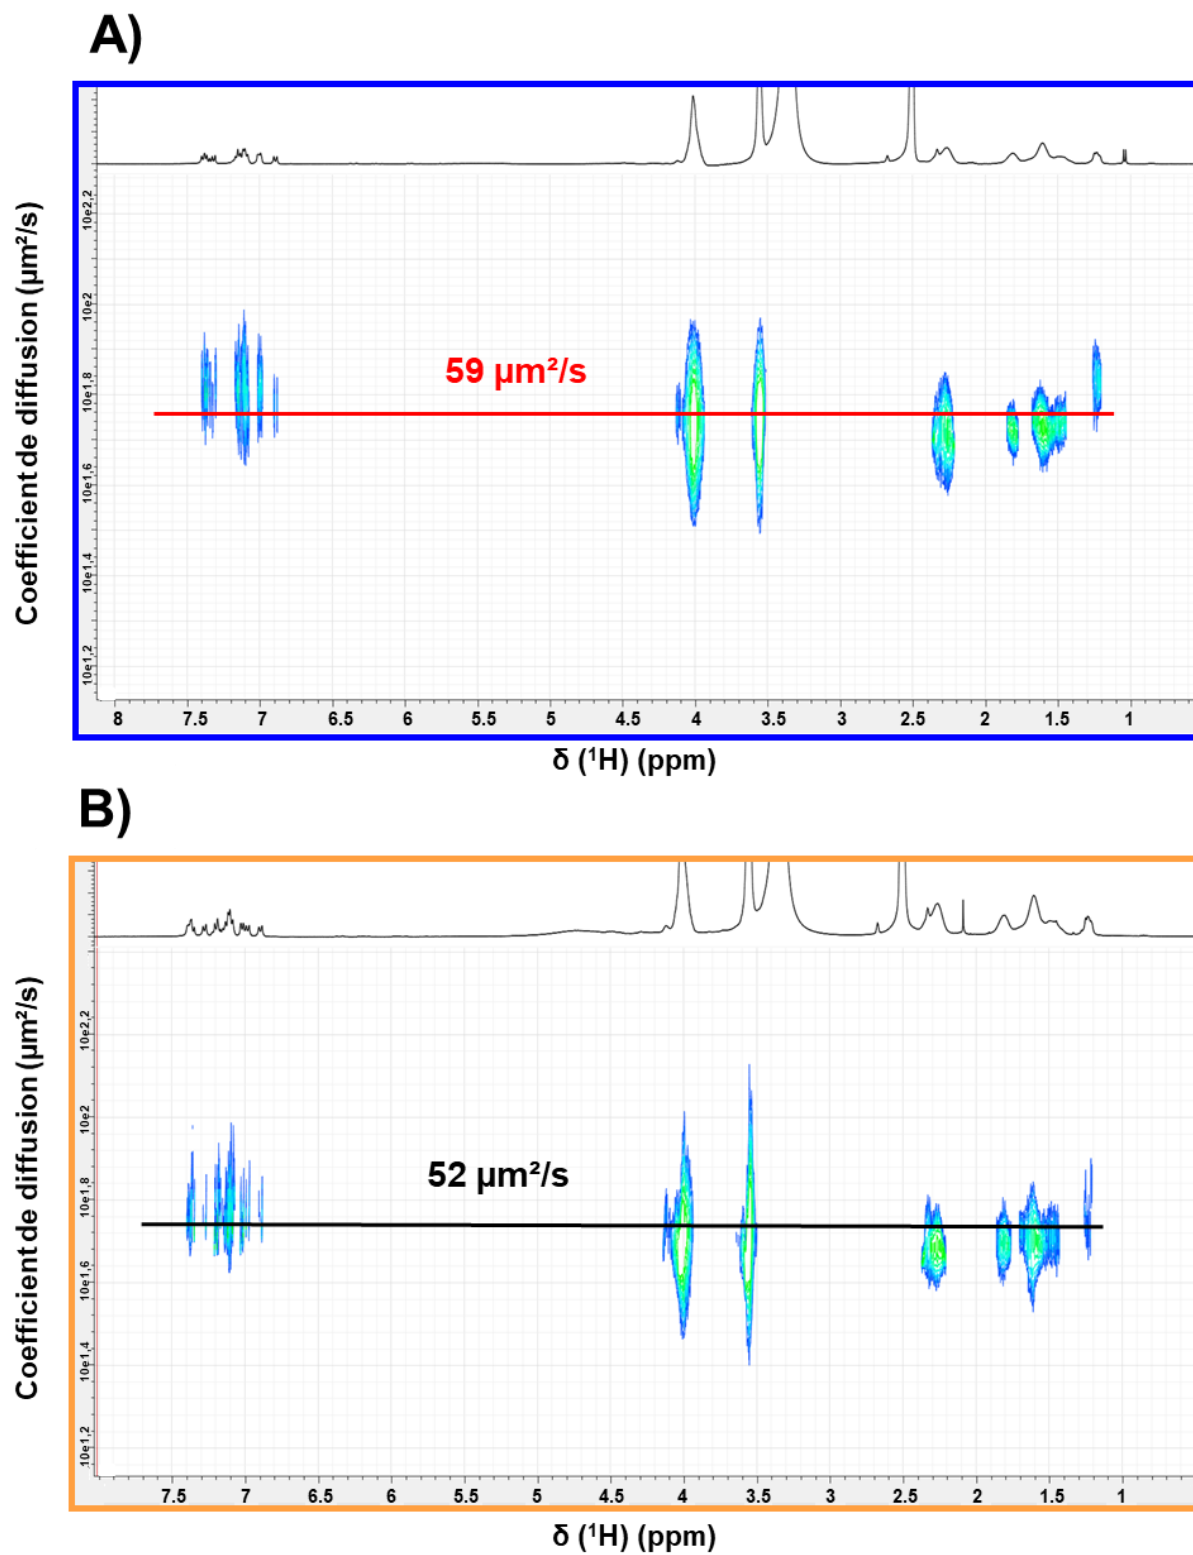 A)
Coefficient de diffusion (µm²/s)
10e2,2
10e2
10e1,8
10e1,6
10e1,4
10e1,2
59 µm²/s
8 7.5 7 6.5 6 5.5 5 4.5 4 3.5 3 2.5 2 1.5 1
δ (¹H) (ppm)
B)
Coefficient de diffusion (µm²/s)
10e2,2
10e2
10e1,8
10e1,6
10e1,4
10e1,2
52 µm²/s
7.5 7 6.5 6 5.5 5 4.5 4 3.5 3 2.5 2 1.5 1
δ (¹H) (ppm)